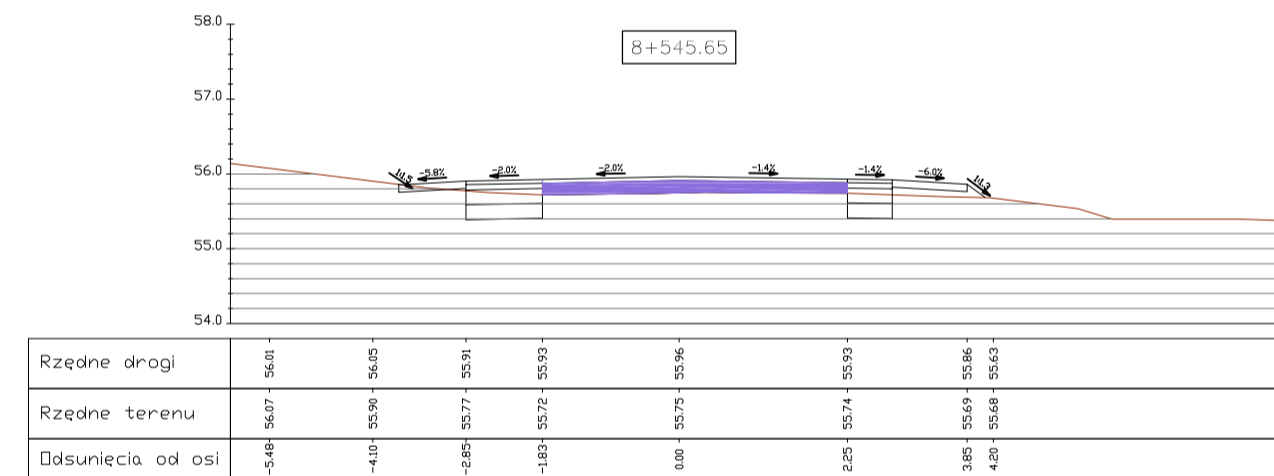 58.0
8+545.65
57.0
56.0
1:1.5 -5.8% -2.0% -2.0% -1.4% -1.4% -6.0% 1:1.3
55.0
54.0
Rzędne drogi 56.01 56.05 55.91 55.93 55.96 55.93 55.86 55.63
Rzędne terenu 56.07 55.90 55.77 55.72 55.75 55.74 55.69 55.68
Odsunięcia od osi -5.48 -4.10 -2.85 -1.83 0.00 2.25 3.85 4.20